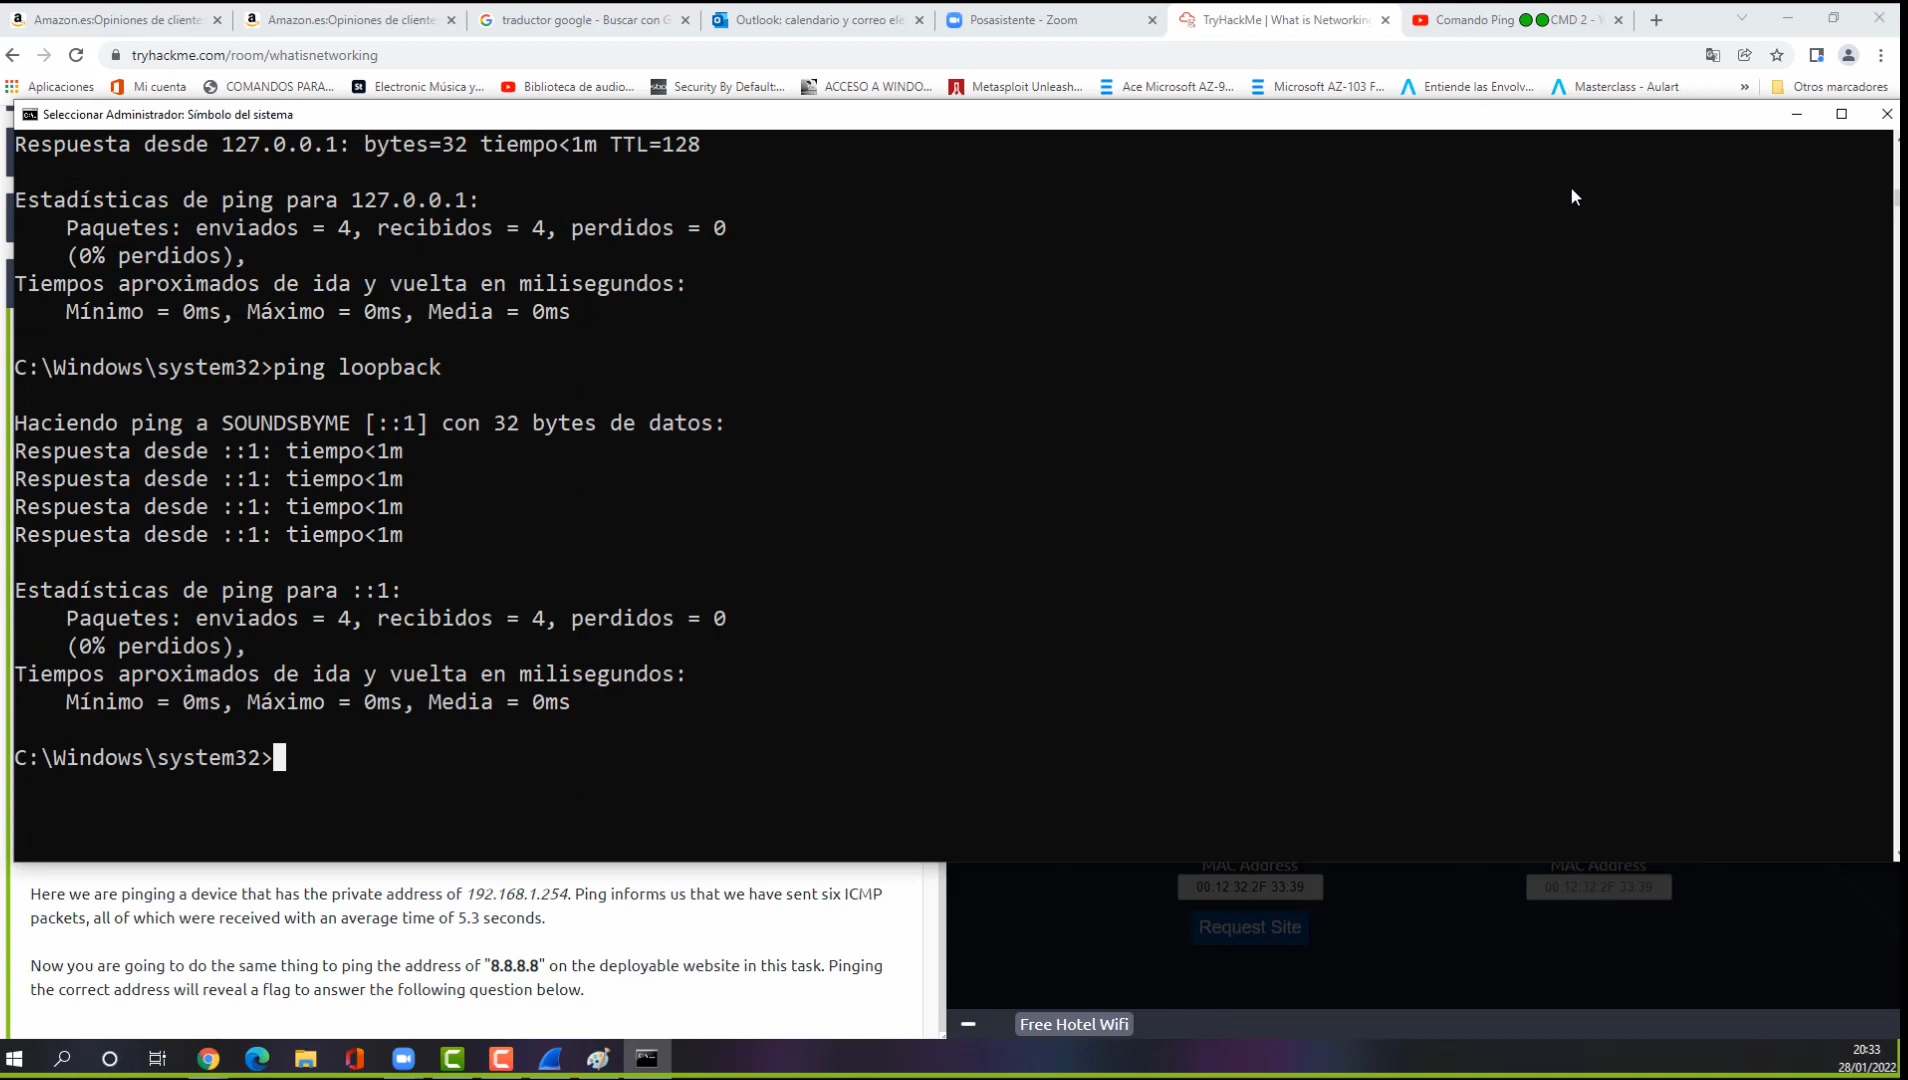 Amazon.es:Opiniones de cliente
Amazon.es:Opiniones de cliente
traductor google - Buscar con G
Outlook: calendario y correo ele
Posasistente - Zoom
TryHackMe | What is Networking
Comando Ping CMD 2 - Y
tryhackme.com/room/whatisnetworking
Aplicaciones
Mi cuenta
COMANDOS PARA...
Electronic Música y...
Biblioteca de audio...
Security By Default:...
ACCESO A WINDO...
Metasploit Unleash...
Ace Microsoft AZ-9...
Microsoft AZ-103 F...
Entiende las Envolv...
Masterclass - Aulart
»
Otros marcadores
Seleccionar Administrador: Símbolo del sistema
Respuesta desde 127.0.0.1: bytes=32 tiempo<1m TTL=128
Estadísticas de ping para 127.0.0.1:
Paquetes: enviados = 4, recibidos = 4, perdidos = 0
(0% perdidos),
Tiempos aproximados de ida y vuelta en milisegundos:
Mínimo = 0ms, Máximo = 0ms, Media = 0ms
C:\Windows\system32>ping loopback
Haciendo ping a SOUNDSBYME [::1] con 32 bytes de datos:
Respuesta desde ::1: tiempo<1m
Respuesta desde ::1: tiempo<1m
Respuesta desde ::1: tiempo<1m
Respuesta desde ::1: tiempo<1m
Estadísticas de ping para ::1:
Paquetes: enviados = 4, recibidos = 4, perdidos = 0
(0% perdidos),
Tiempos aproximados de ida y vuelta en milisegundos:
Mínimo = 0ms, Máximo = 0ms, Media = 0ms
C:\Windows\system32>
Here we are pinging a device that has the private address of 192.168.1.254. Ping informs us that we have sent six ICMP
packets, all of which were received with an average time of 5.3 seconds.
Now you are going to do the same thing to ping the address of "8.8.8.8" on the deployable website in this task. Pinging
the correct address will reveal a flag to answer the following question below.
MAC Address
00:12:32:2F:33:39
Request Site
MAC Address
00:12:32:2F:33:39
Free Hotel Wifi
20:33
28/01/2022